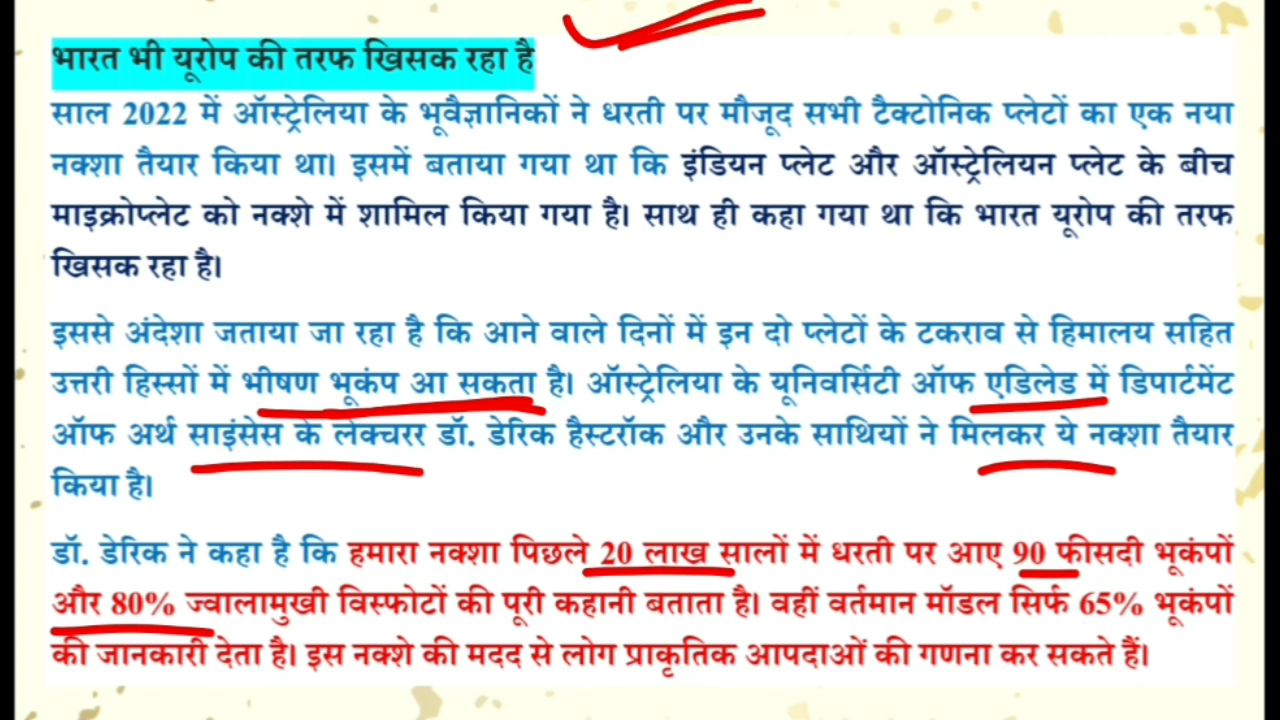 भारत भी यूरोप की तरफ खिसक रहा है
साल 2022 में ऑस्ट्रेलिया के भूवैज्ञानिकों ने धरती पर मौजूद सभी टैक्टोनिक प्लेटों का एक नया
नक्शा तैयार किया था। इसमें बताया गया था कि इंडियन प्लेट और ऑस्ट्रेलियन प्लेट के बीच
माइक्रोप्लेट को नक्शे में शामिल किया गया है। साथ ही कहा गया था कि भारत यूरोप की तरफ
खिसक रहा है।
इससे अंदेशा जताया जा रहा है कि आने वाले दिनों में इन दो प्लेटों के टकराव से हिमालय सहित
उत्तरी हिस्सों में भीषण भूकंप आ सकता है। ऑस्ट्रेलिया के यूनिवर्सिटी ऑफ एडिलेड में डिपार्टमेंट
ऑफ अर्थ साइंसेस के लेक्चरर डॉ. डेरिक हैस्टरॉक और उनके साथियों ने मिलकर ये नक्शा तैयार
किया है।
डॉ. डेरिक ने कहा है कि हमारा नक्शा पिछले 20 लाख सालों में धरती पर आए 90 फीसदी भूकंपों
और 80% ज्वालामुखी विस्फोटों की पूरी कहानी बताता है। वहीं वर्तमान मॉडल सिर्फ 65% भूकंपों
की जानकारी देता है। इस नक्शे की मदद से लोग प्राकृतिक आपदाओं की गणना कर सकते हैं।